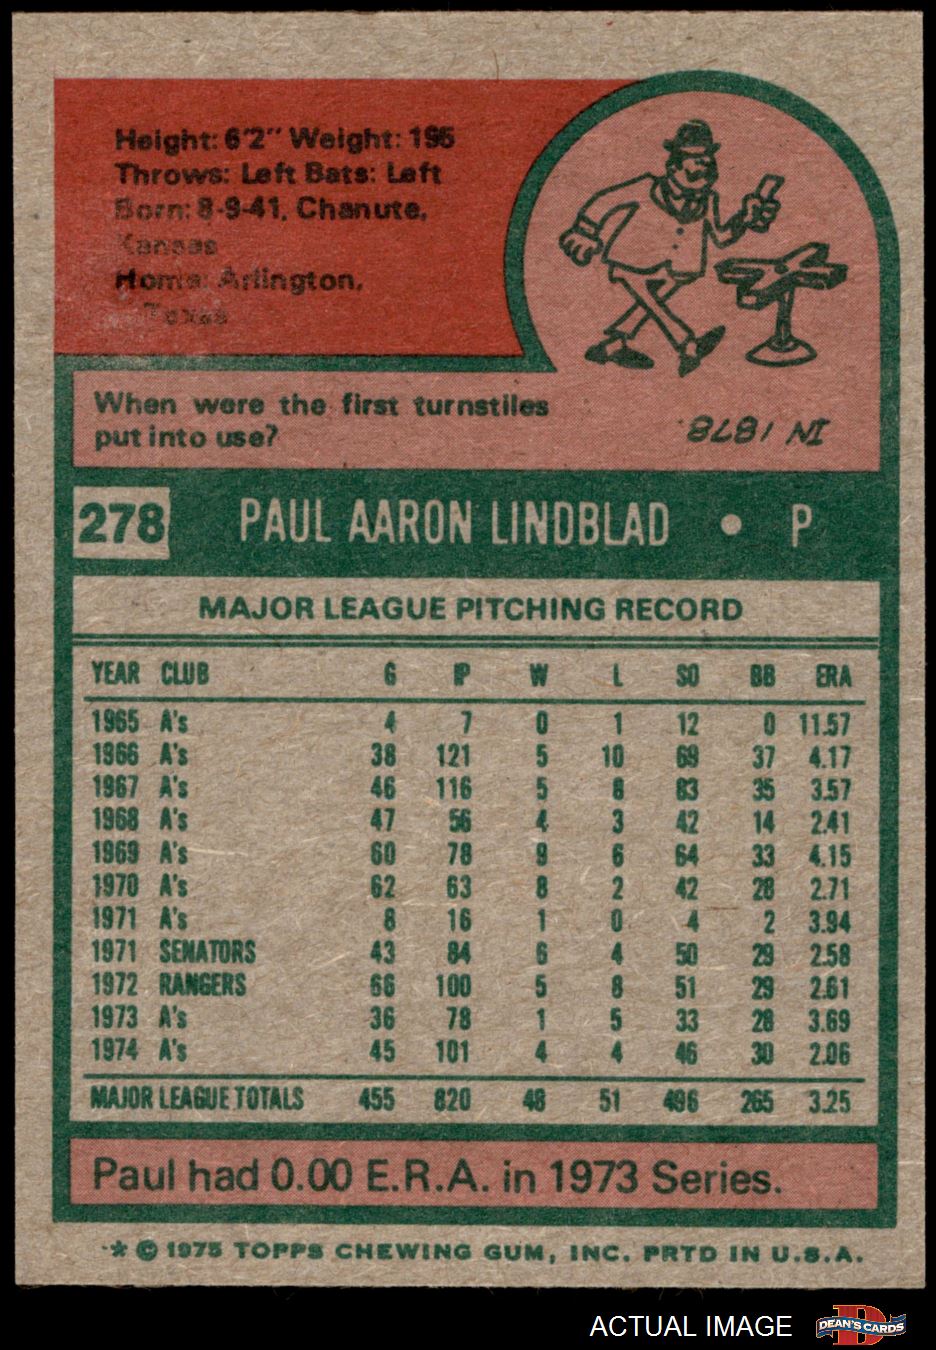 Height: 6'2" Weight: 195
Throws: Left Bats: Left
Born: 8-9-41, Chanute,
Kansas
Home: Arlington,
Texas
When were the first turnstiles
put into use?
IN 1878.
278 PAUL AARON LINDBLAD • P
MAJOR LEAGUE PITCHING RECORD
YEAR CLUB G IP W L SO BB ERA
1965 A's 4 7 0 1 12 0 11.57
1966 A's 38 121 5 10 69 37 4.17
1967 A's 46 116 5 8 83 35 3.57
1968 A's 47 56 4 3 42 14 2.41
1969 A's 60 78 9 6 64 33 4.15
1970 A's 62 63 8 2 42 28 2.71
1971 A's 8 16 1 0 4 2 3.94
1971 SENATORS 43 84 6 4 50 29 2.58
1972 RANGERS 66 100 5 8 51 29 2.61
1973 A's 36 78 1 5 33 28 3.69
1974 A's 45 101 4 4 46 30 2.06
MAJOR LEAGUE TOTALS 455 820 48 51 496 265 3.25
Paul had 0.00 E.R.A. in 1973 Series.
* © 1975 TOPPS CHEWING GUM, INC. PRTD IN U.S.A.
ACTUAL IMAGE DEAN'S CARDS